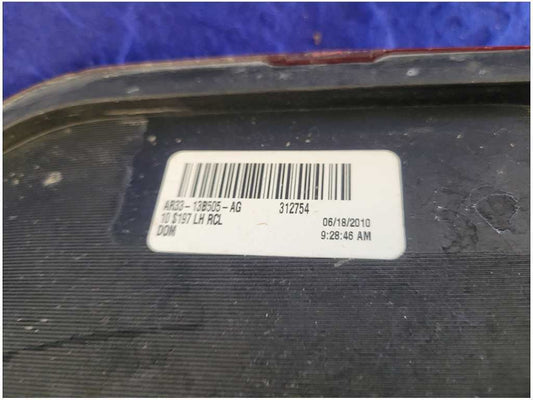 AR33-13B505-AG 312754
10 S197 LH RCL 06/18/2010
DOM 9:28:46 AM